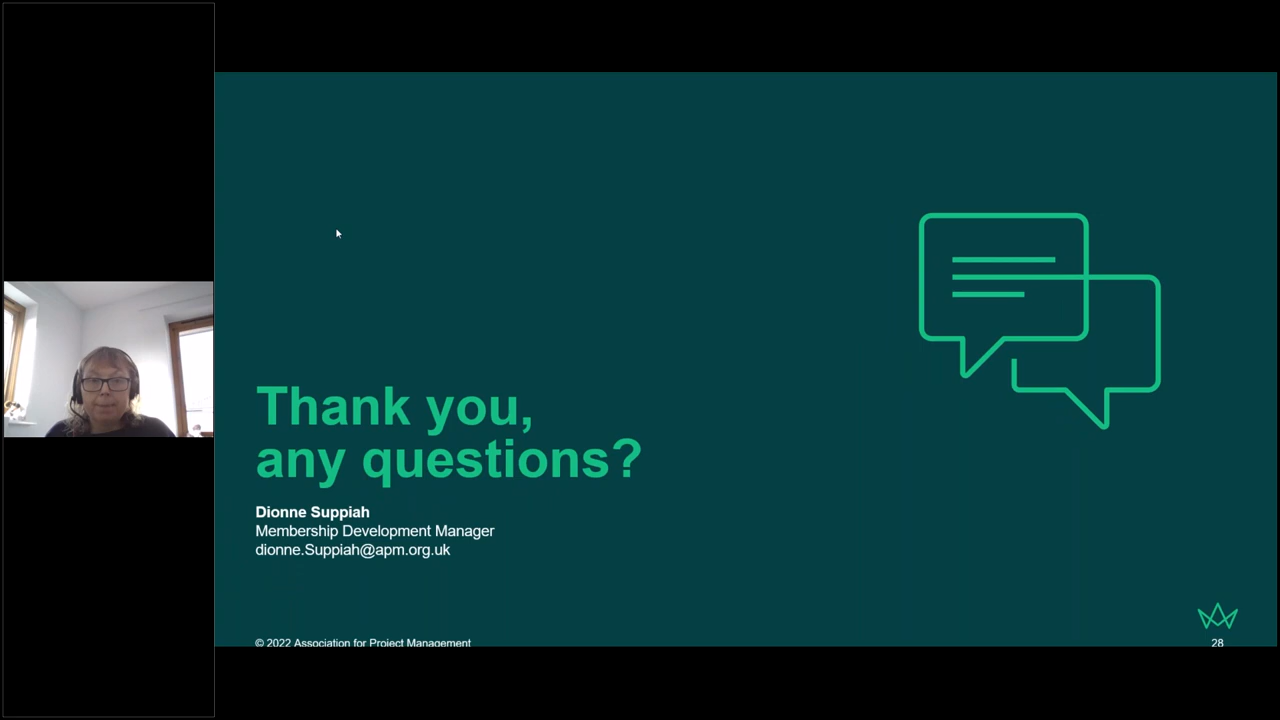 Thank you,
any questions?
Dionne Suppiah
Membership Development Manager
dionne.Suppiah@apm.org.uk
© 2022 Association for Project Management
28